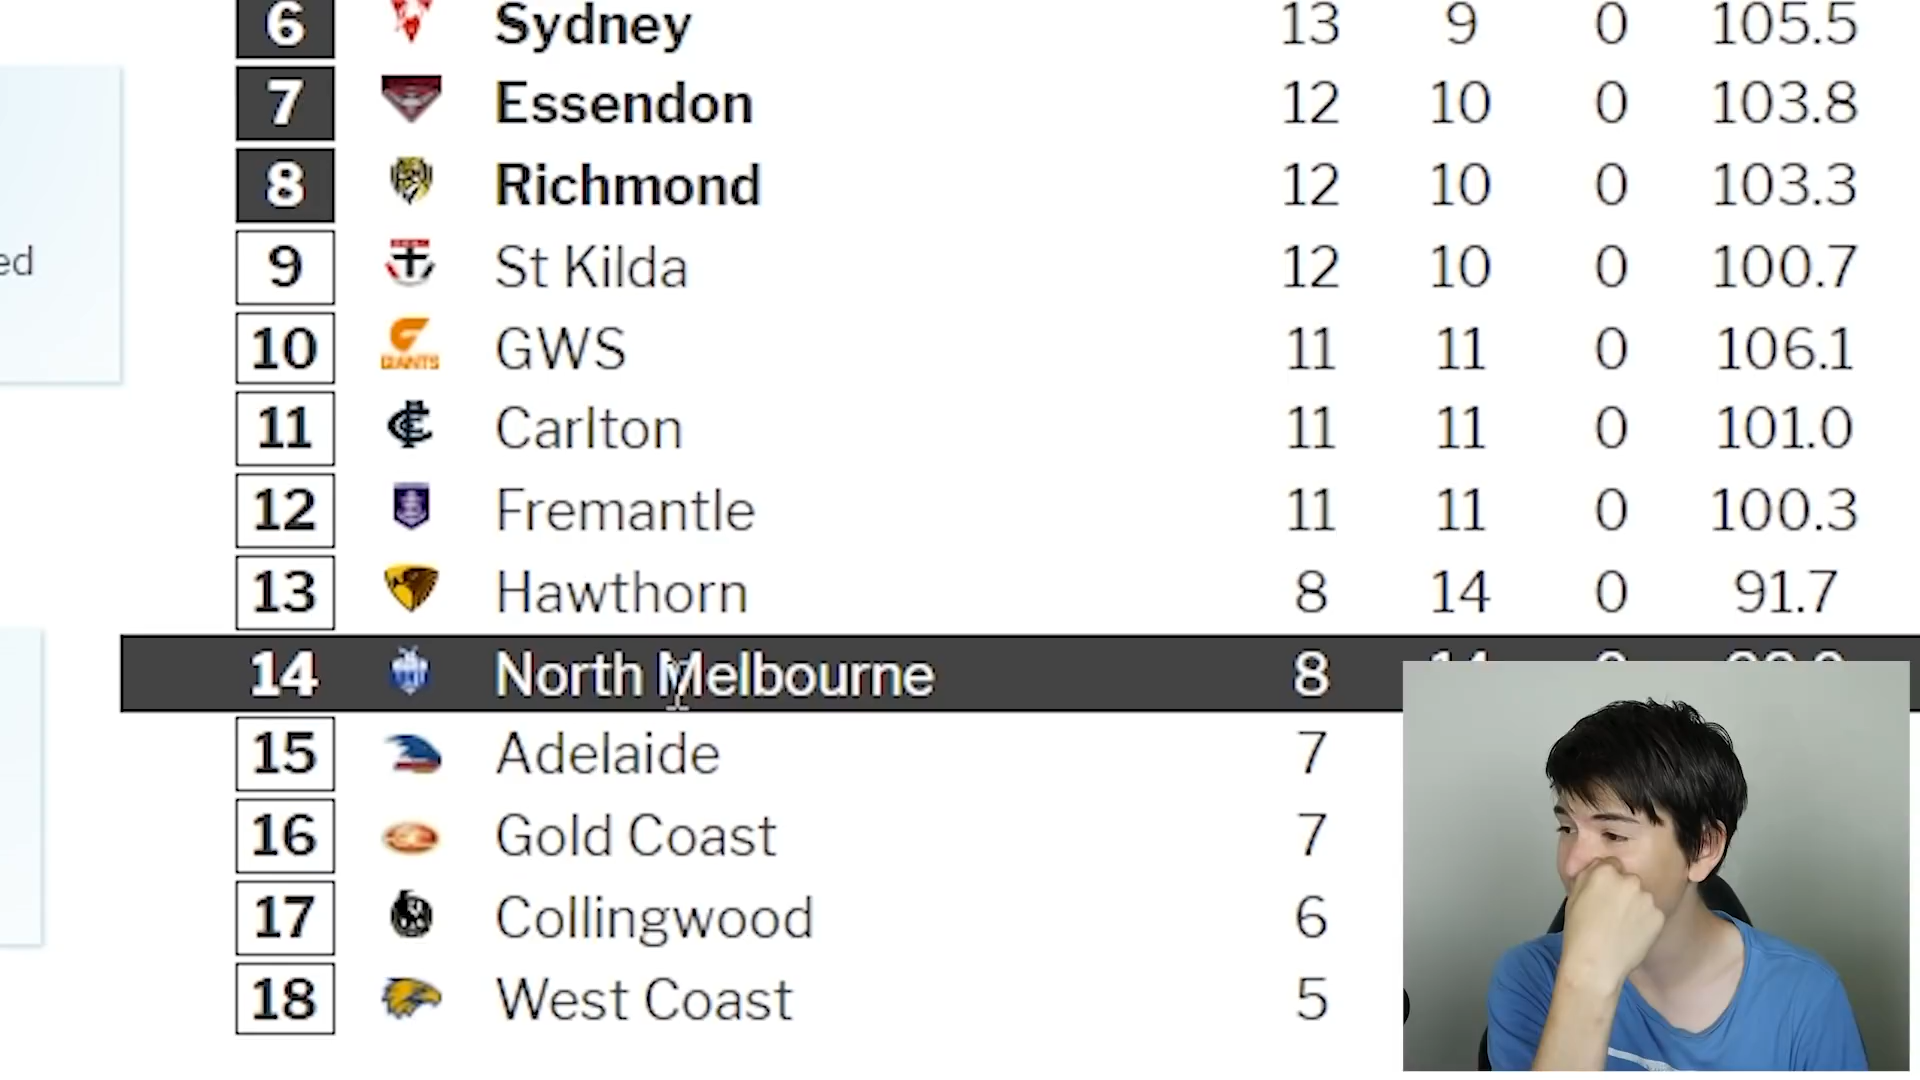 6 Sydney 13 9 0 105.5
7 Essendon 12 10 0 103.8
8 Richmond 12 10 0 103.3
ed
9 St Kilda 12 10 0 100.7
10 GIANTS GWS 11 11 0 106.1
11 Carlton 11 11 0 101.0
12 Fremantle 11 11 0 100.3
13 Hawthorn 8 14 0 91.7
14 North Melbourne 8
15 Adelaide 7
16 Gold Coast 7
17 Collingwood 6
18 West Coast 5